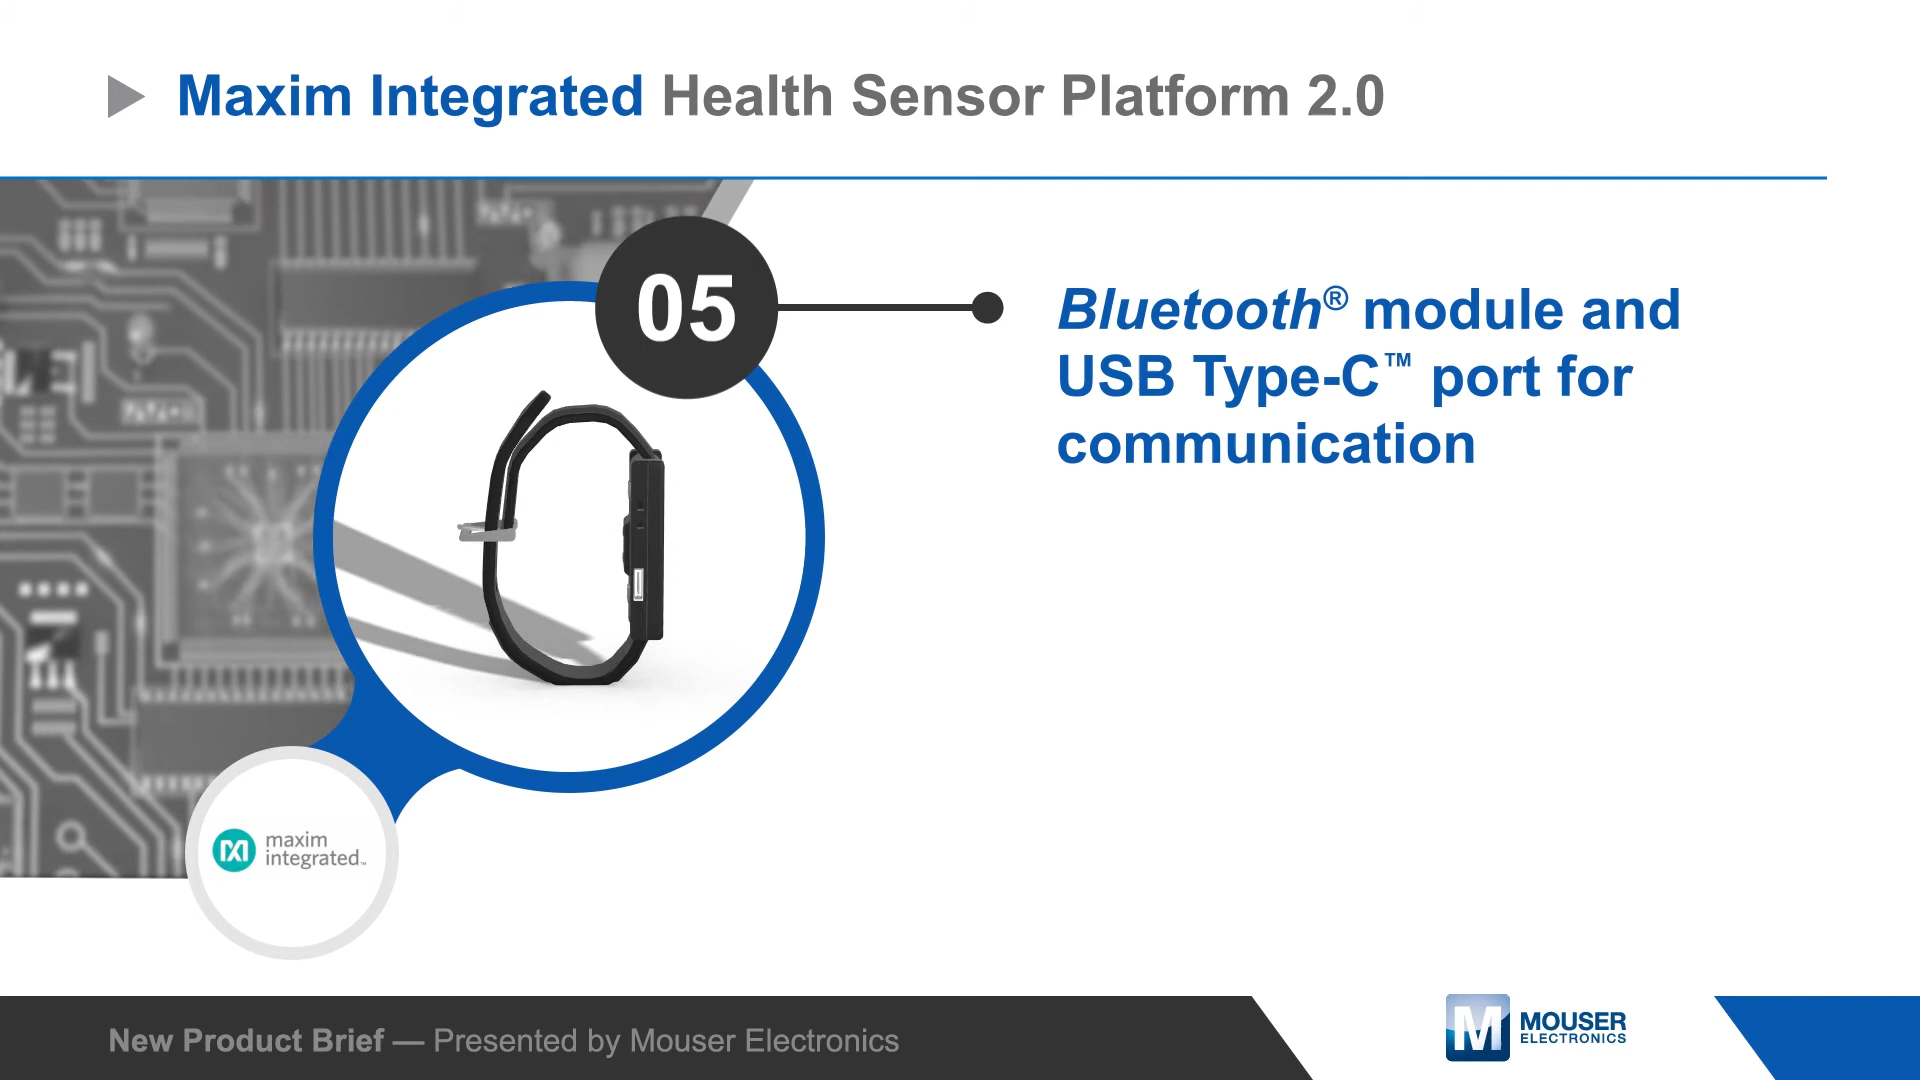 Maxim Integrated Health Sensor Platform 2.0
05
Bluetooth® module and
USB Type-C™ port for
communication
maxim
integrated™
New Product Brief — Presented by Mouser Electronics
M
MOUSER
ELECTRONICS